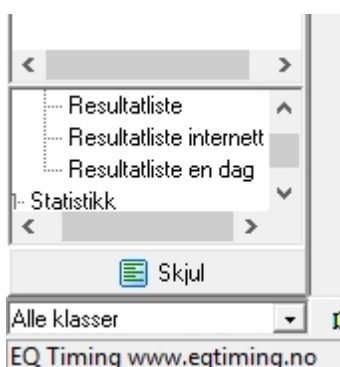 Resultatliste
Resultatliste internett
Resultatliste en dag
Statistikk
Skjul
Alle klasser
EQ Timing www.eqtiming.no